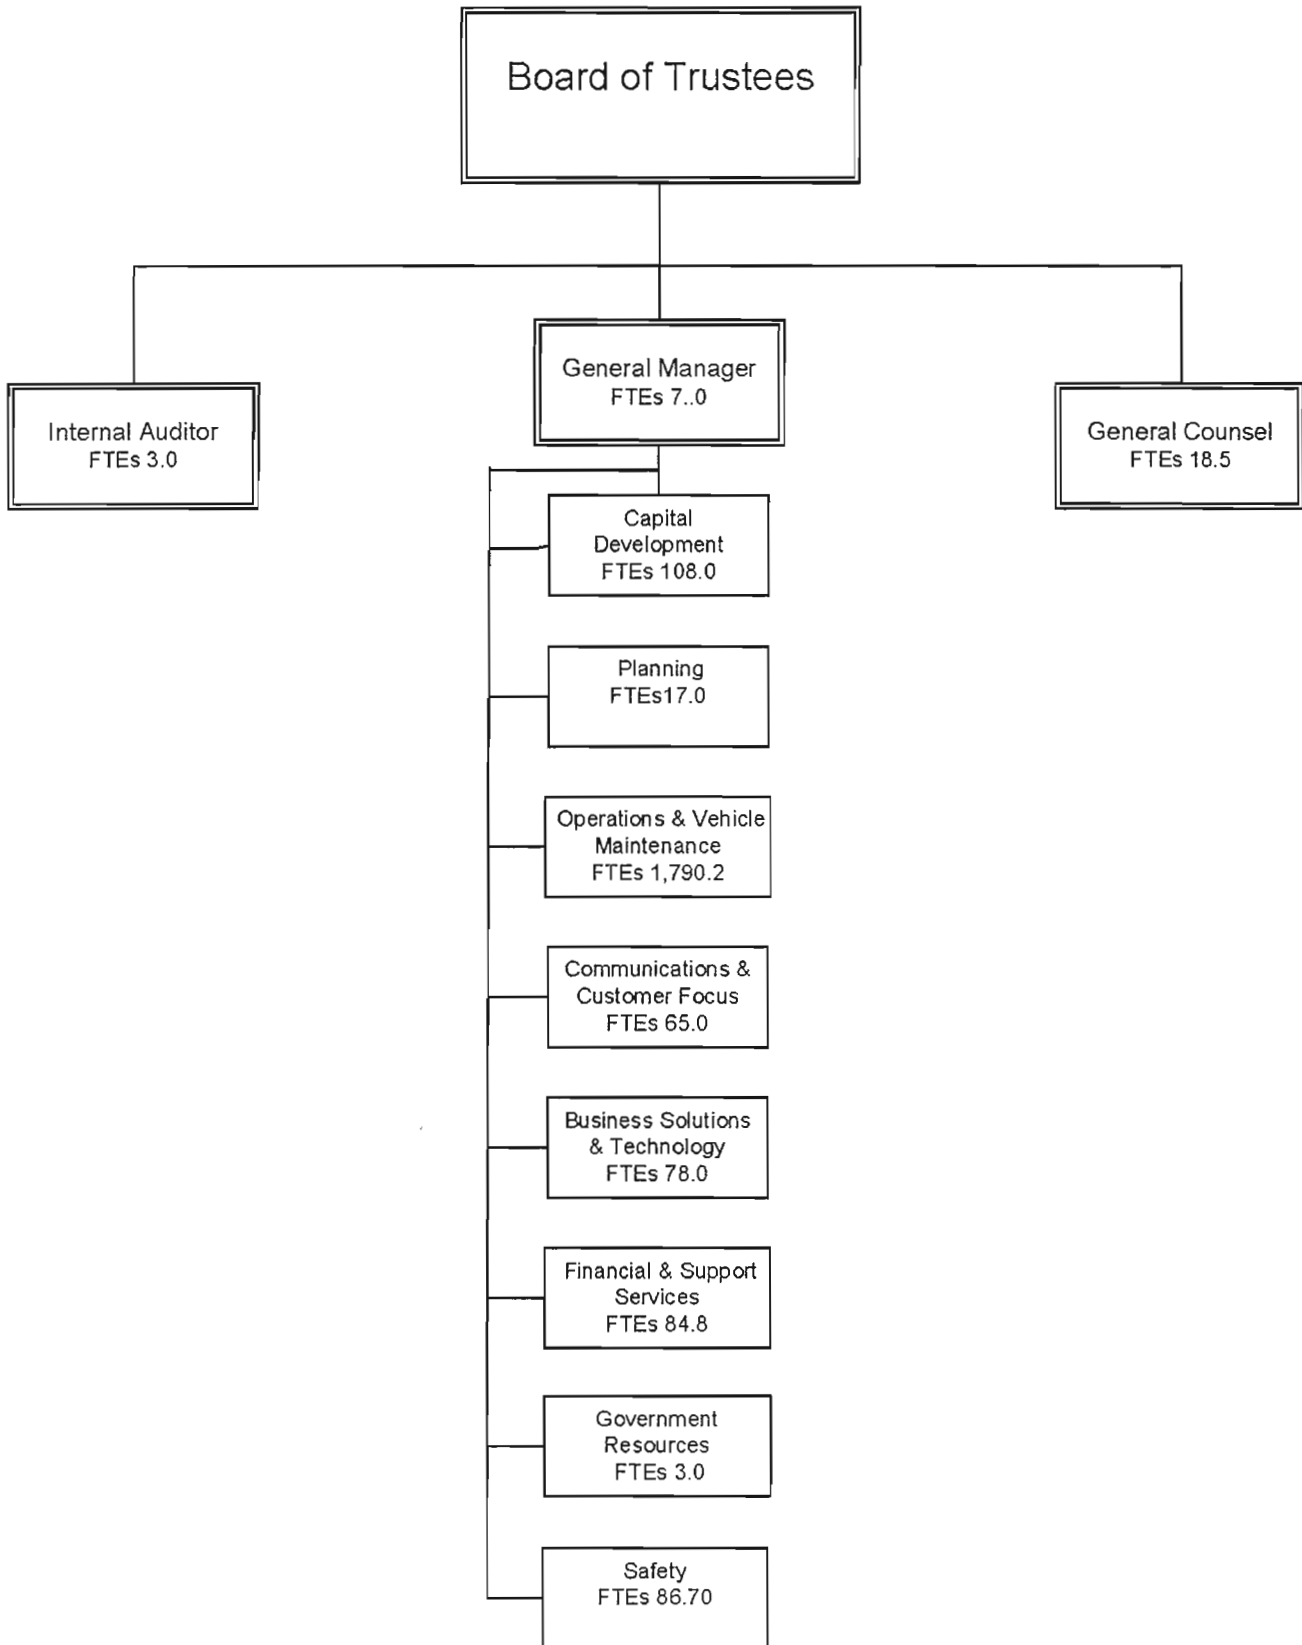 Board of Trustees
General Manager
FTEs 7..0
Internal Auditor
FTEs 3.0
General Counsel
FTEs 18.5
Capital
Development
FTEs 108.0
Planning
FTEs17.0
Operations & Vehicle
Maintenance
FTEs 1,790.2
Communications &
Customer Focus
FTEs 65.0
Business Solutions
& Technology
FTEs 78.0
Financial & Support
Services
FTEs 84.8
Government
Resources
FTEs 3.0
Safety
FTEs 86.70